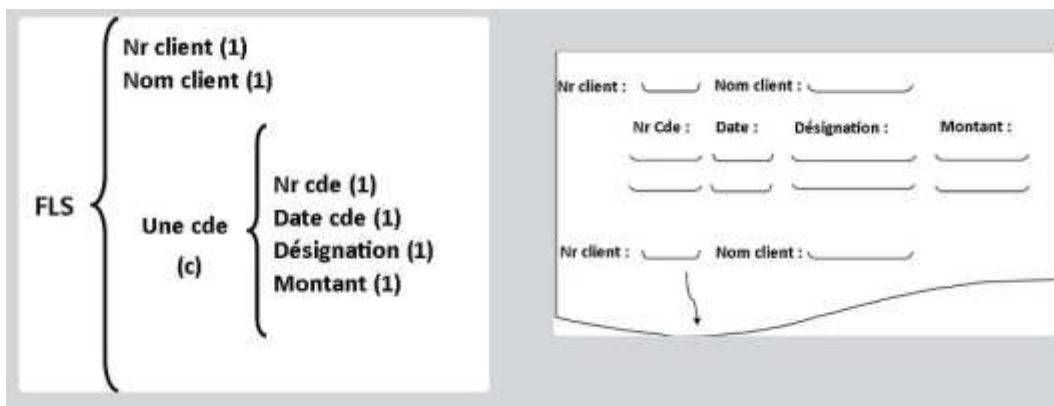 Nr client (1)
Nom client (1)
FLS
Une cde
(c)
Nr cde (1)
Date cde (1)
Désignation (1)
Montant (1)
Nr client : Nom client :
Nr Cde : Date : Désignation : Montant :
Nr client : Nom client :